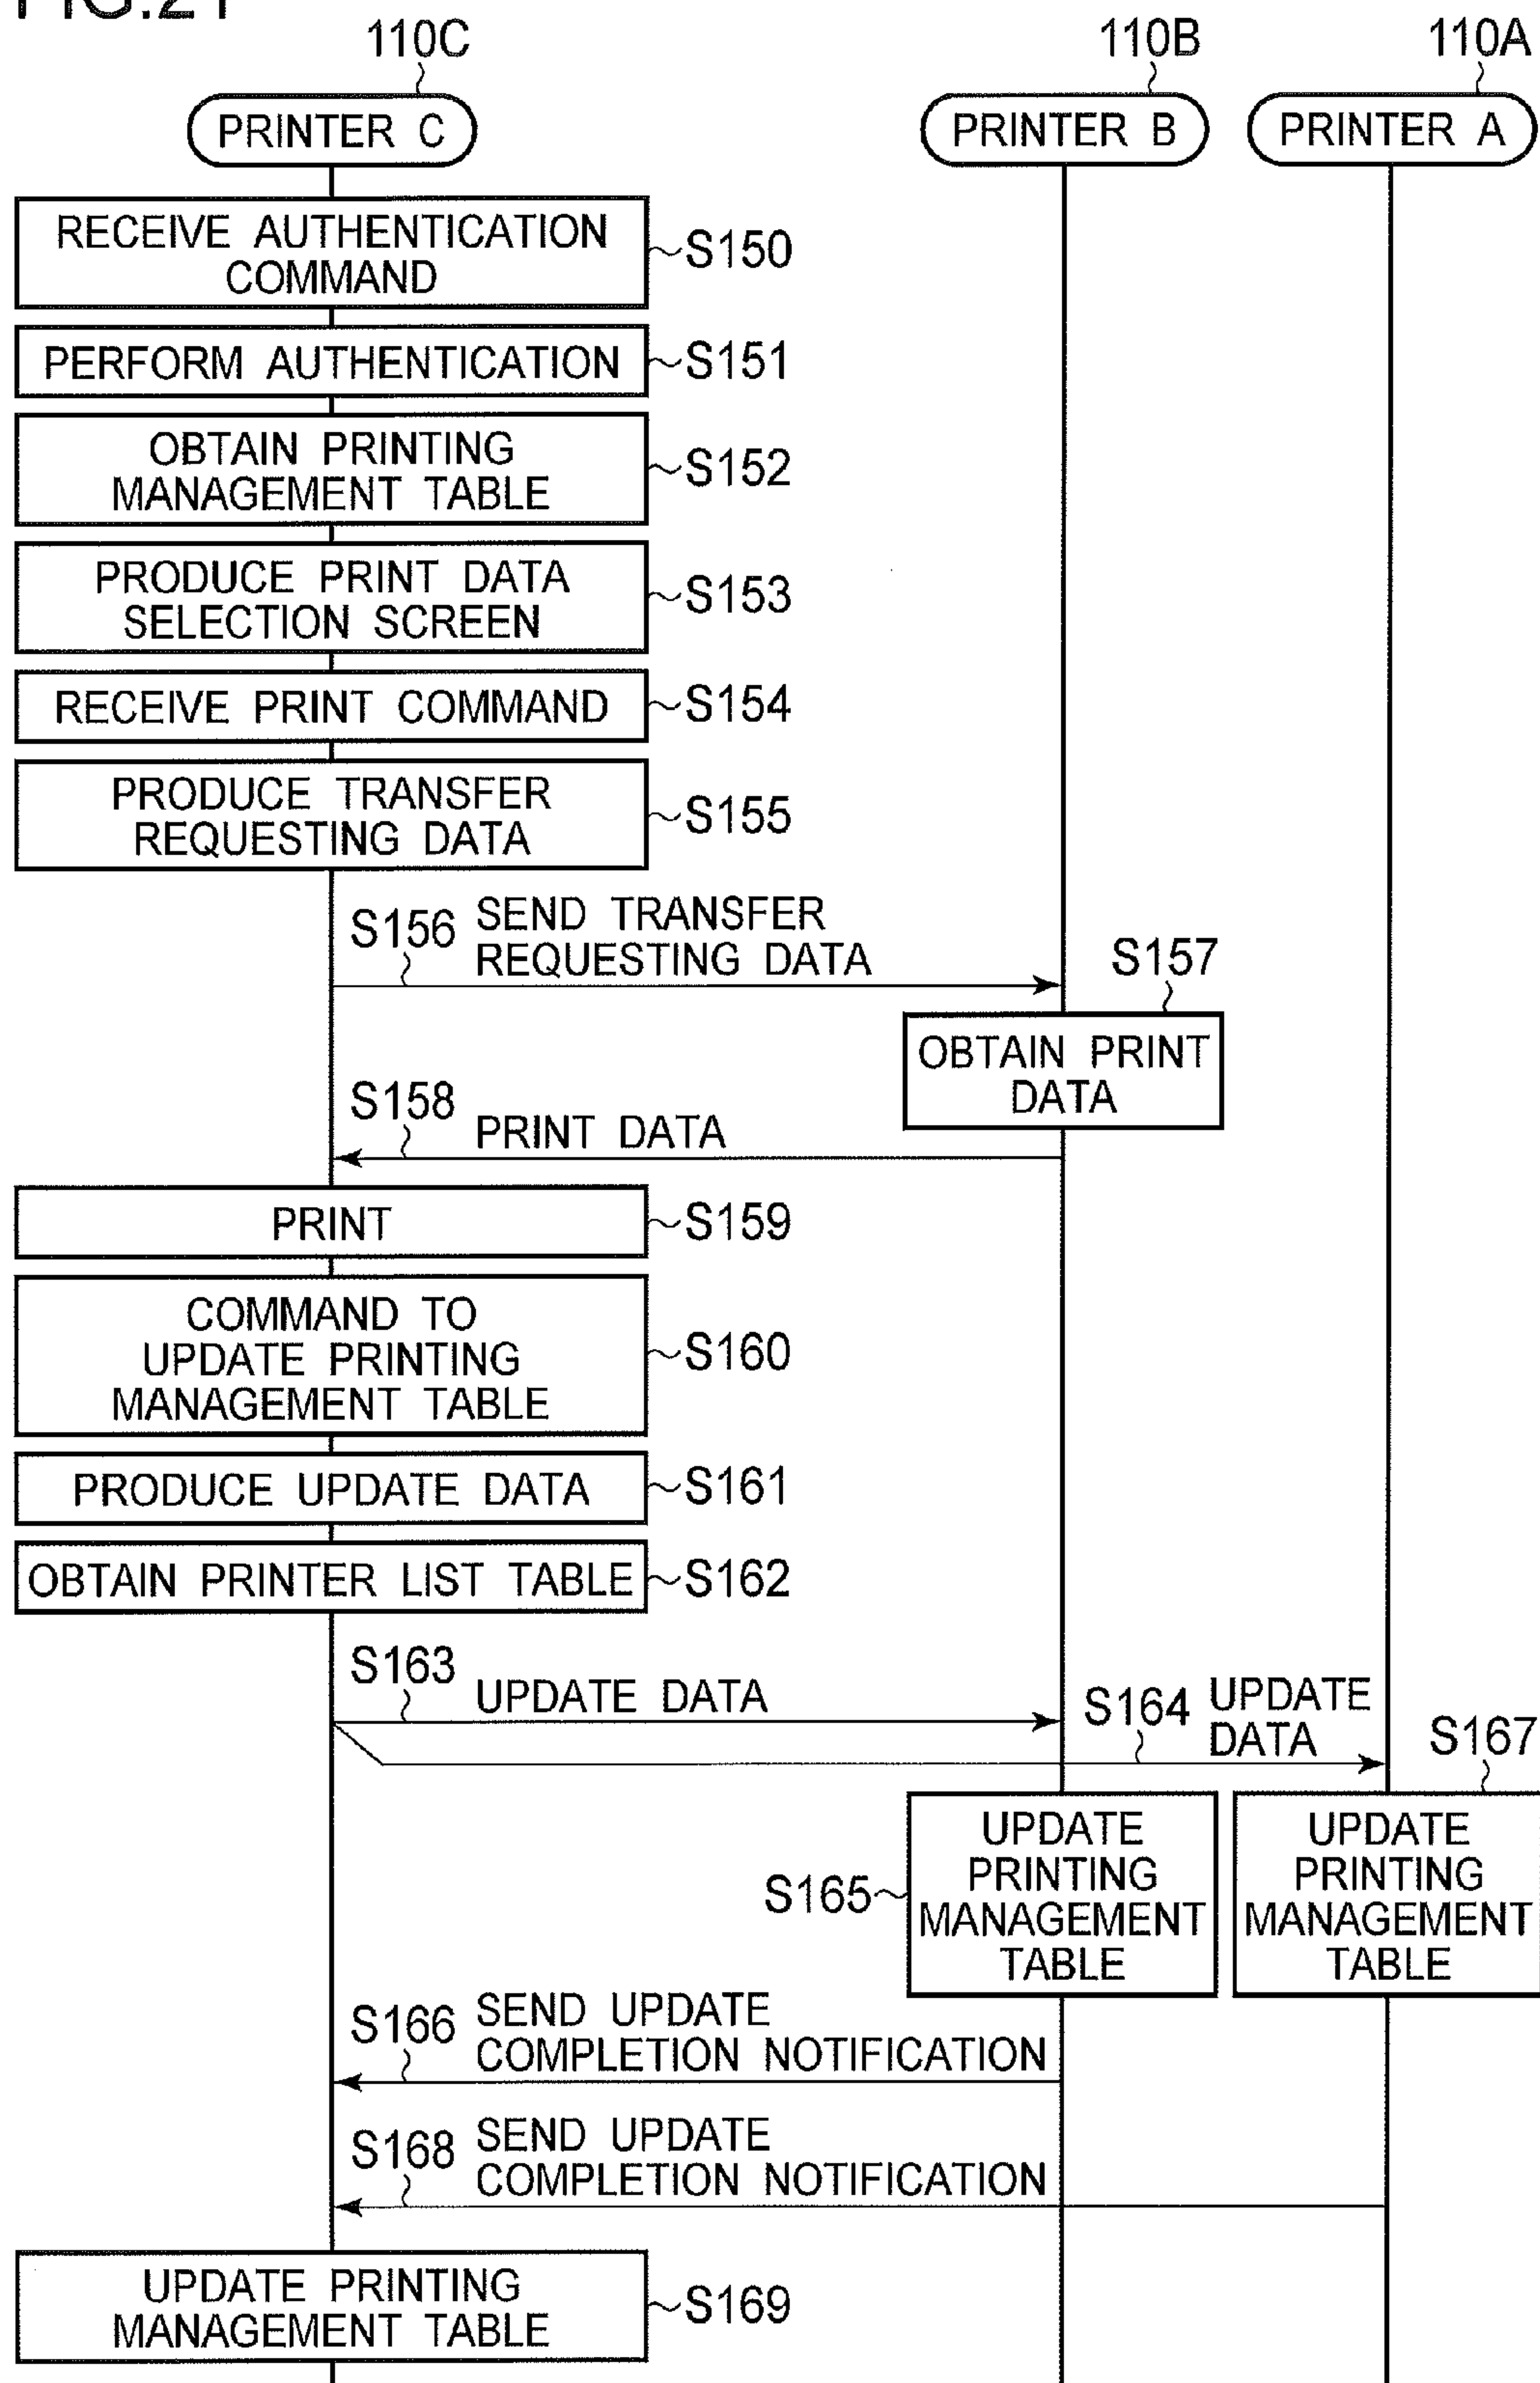 FIG.21
110C
110B
110A
PRINTER C
PRINTER B
PRINTER A
RECEIVE AUTHENTICATION
COMMAND
S150
PERFORM AUTHENTICATION
S151
OBTAIN PRINTING
MANAGEMENT TABLE
S152
PRODUCE PRINT DATA
SELECTION SCREEN
S153
RECEIVE PRINT COMMAND
S154
PRODUCE TRANSFER
REQUESTING DATA
S155
S156
SEND TRANSFER
REQUESTING DATA
S157
OBTAIN PRINT
DATA
S158
PRINT DATA
PRINT
S159
COMMAND TO
UPDATE PRINTING
MANAGEMENT TABLE
S160
PRODUCE UPDATE DATA
S161
OBTAIN PRINTER LIST TABLE
S162
S163
UPDATE DATA
S164
UPDATE
DATA
S167
S165
UPDATE
PRINTING
MANAGEMENT
TABLE
UPDATE
PRINTING
MANAGEMENT
TABLE
S166
SEND UPDATE
COMPLETION NOTIFICATION
S168
SEND UPDATE
COMPLETION NOTIFICATION
UPDATE PRINTING
MANAGEMENT TABLE
S169